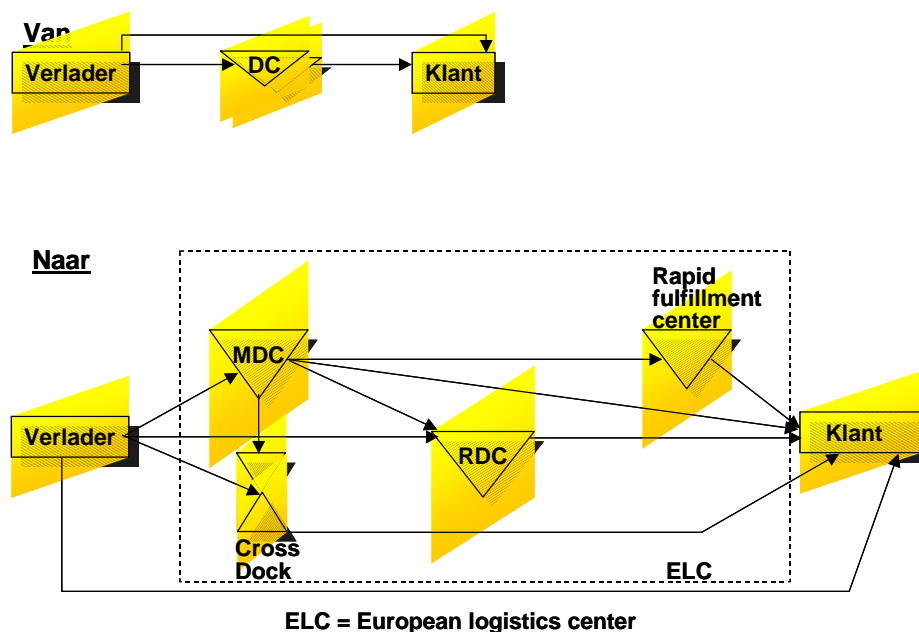 Van
Verlader
DC
Klant
Naar
Rapid
fulfillment
center
MDC
Verlader
RDC
Klant
Cross
Dock
ELC
ELC = European logistics center